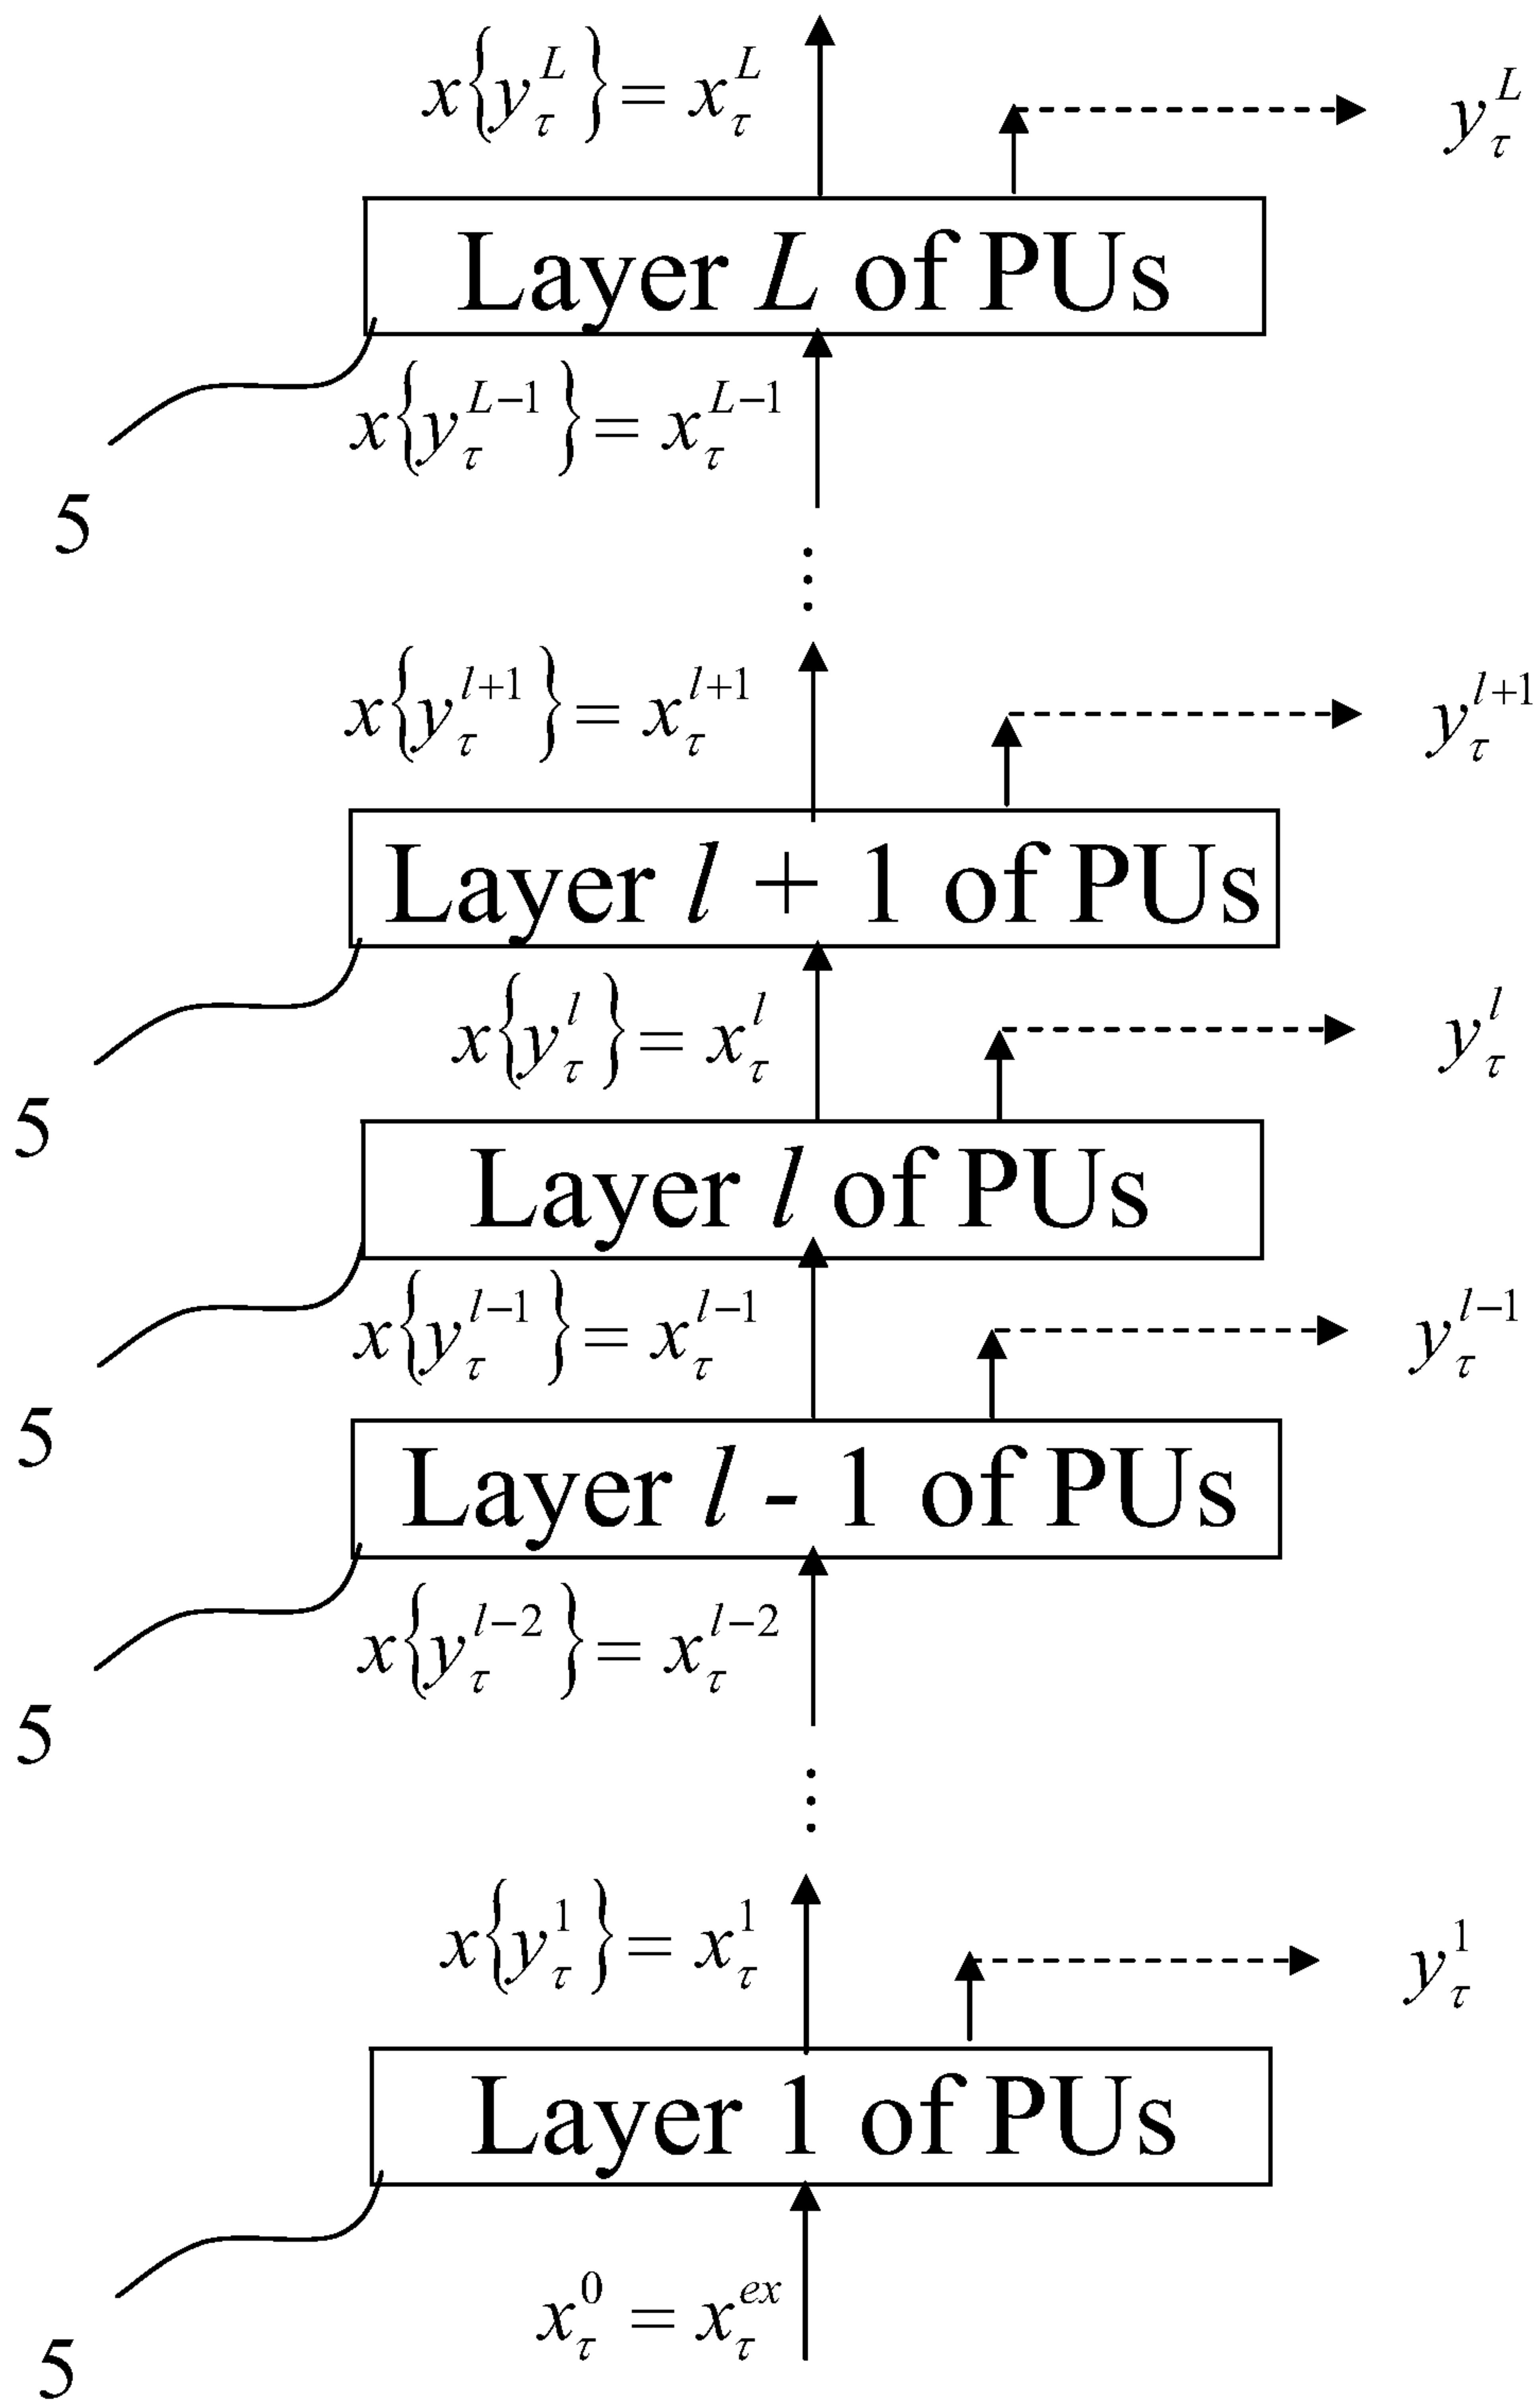 x{y_τ^L} = x_τ^L
y_τ^L
Layer L of PUs
x{y_τ^{L-1}} = x_τ^{L-1}
5
x{y_τ^{l+1}} = x_τ^{l+1}
y_τ^{l+1}
Layer l + 1 of PUs
x{y_τ^l} = x_τ^l
y_τ^l
5
Layer l of PUs
x{y_τ^{l-1}} = x_τ^{l-1}
y_τ^{l-1}
5
Layer l - 1 of PUs
x{y_τ^{l-2}} = x_τ^{l-2}
5
x{y_τ^1} = x_τ^1
y_τ^1
Layer 1 of PUs
x_τ^0 = x_τ^{ex}
5